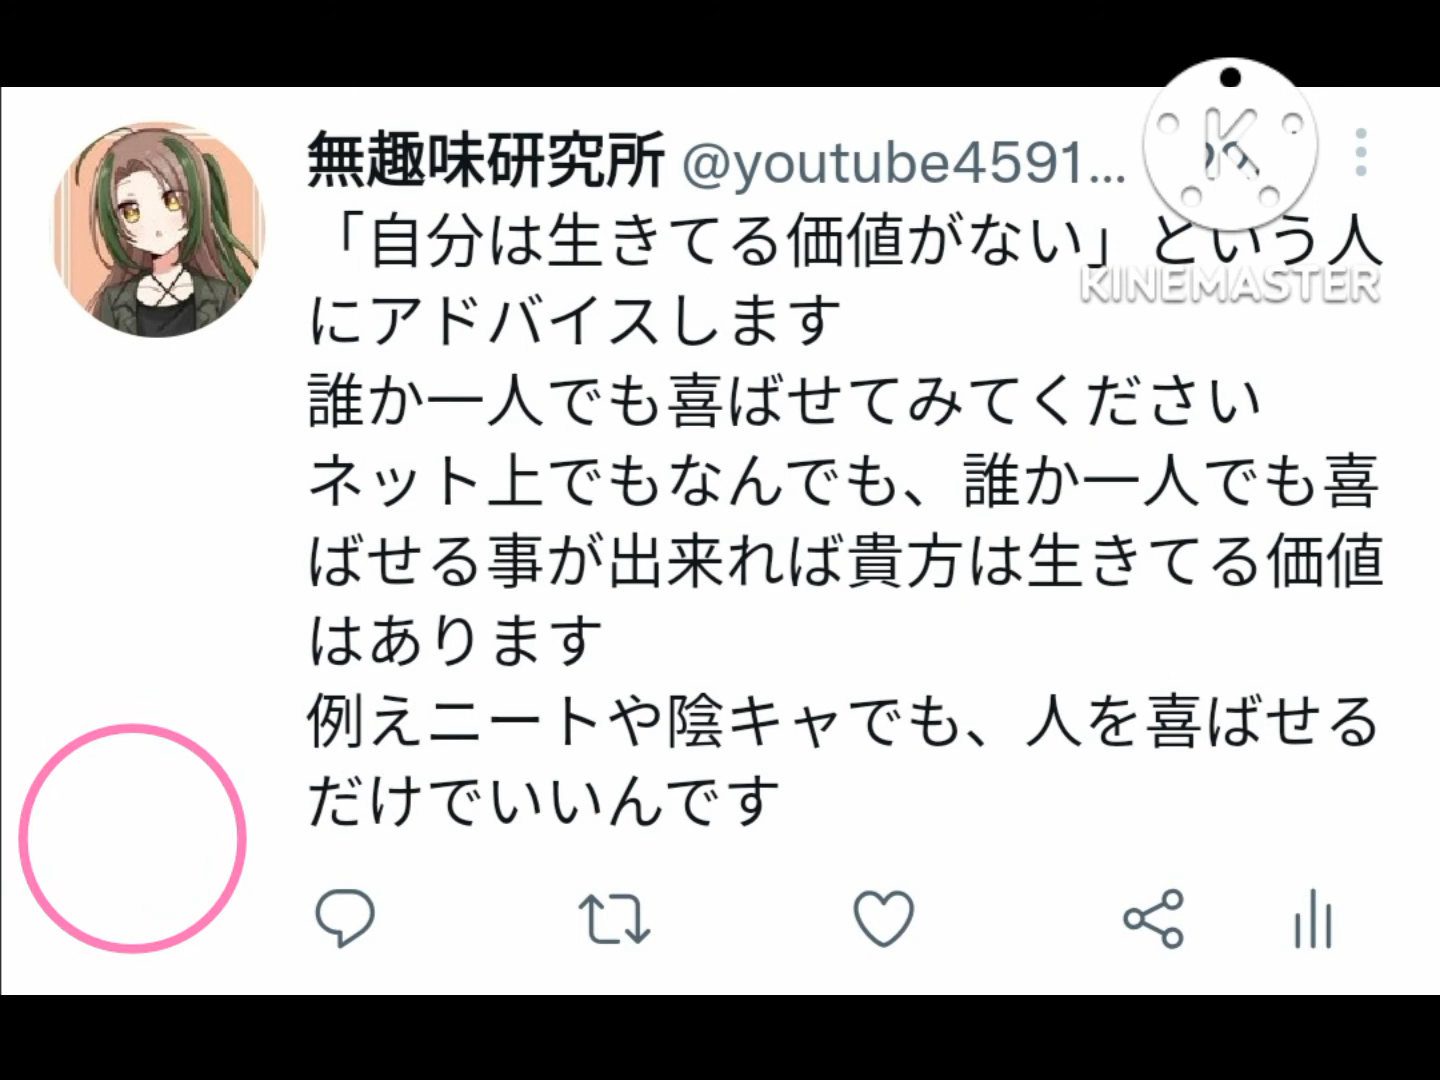 無趣味研究所 @youtube4591...
「自分は生きてる価値がない」という人
にアドバイスします
誰か一人でも喜ばせてみてください
ネット上でもなんでも、誰か一人でも喜
ばせる事が出来れば貴方は生きてる価値
はあります
例えニートや陰キャでも、人を喜ばせる
だけでいいんです
K
KINEMASTER